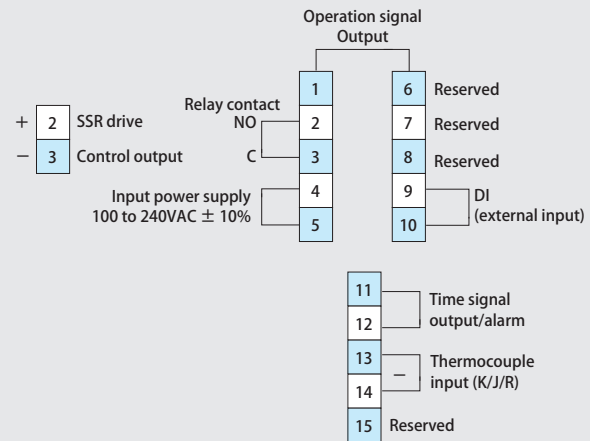 Operation signal
Output
1
6 Reserved
Relay contact
NO
2
7 Reserved
+ 2 SSR drive
− 3 Control output
C
3
8 Reserved
Input power supply
100 to 240VAC ± 10%
4
5
9
10
DI
(external input)
11
12
Time signal
output/alarm
13
14
−
Thermocouple
input (K/J/R)
15 Reserved